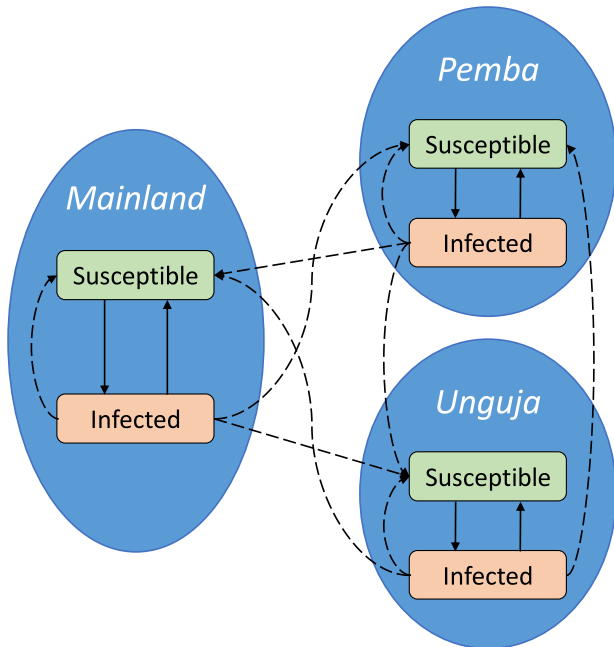 Mainland
Susceptible
Infected
Pemba
Susceptible
Infected
Unguja
Susceptible
Infected